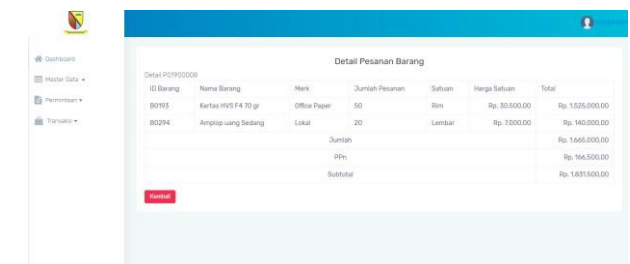 Dashboard
Detail Pesanan Barang
Master Data
Detail PO1900008
ID Barang Nama Barang Merk Jumlah Pesanan Satuan Harga Satuan Total
Permintaan
B0193 Kertas HVS F4 70 gr Office Paper 50 Rim Rp. 30.500,00 Rp. 1.525.000,00
Transaksi
B0294 Amplop uang Sedang Lokal 20 Lembar Rp. 7.000,00 Rp. 140.000,00
Jumlah Rp. 1.665.000,00
PPn Rp. 166.500,00
Subtotal Rp. 1.831.500,00
Kembali